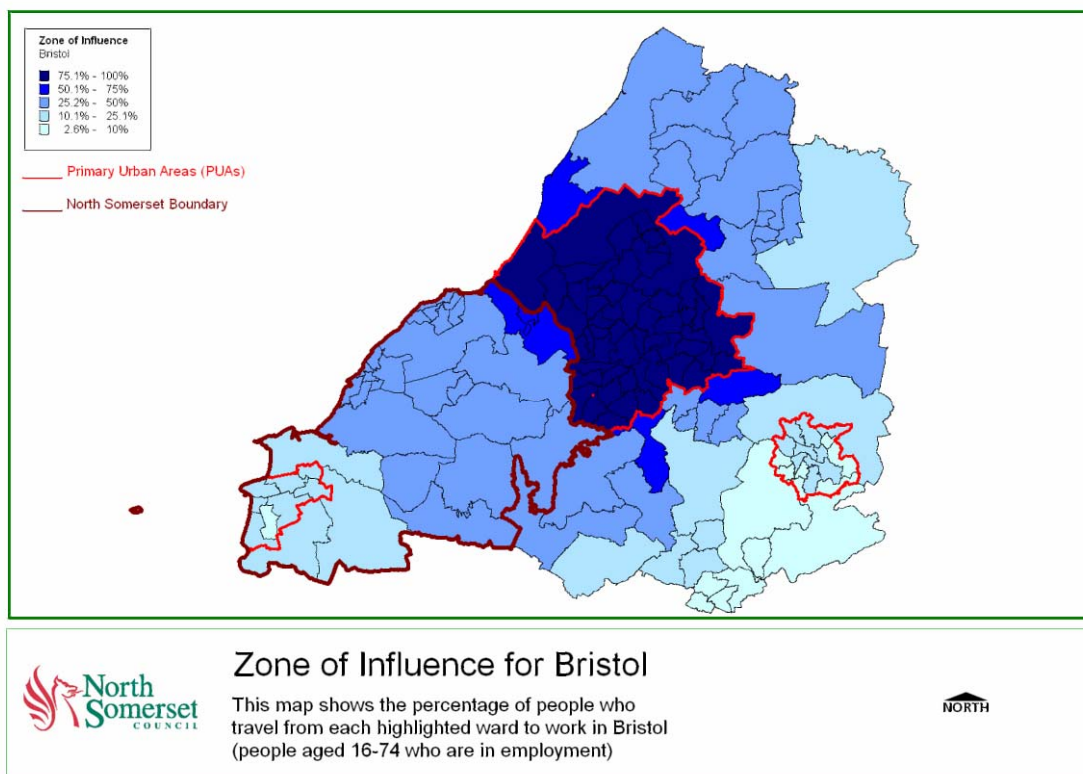 Zone of Influence
Bristol
75.1% - 100%
50.1% - 75%
25.2% - 50%
10.1% - 25.1%
2.6% - 10%
Primary Urban Areas (PUAs)
North Somerset Boundary
North
Somerset
COUNCIL
Zone of Influence for Bristol
This map shows the percentage of people who
travel from each highlighted ward to work in Bristol
(people aged 16-74 who are in employment)
NORTH